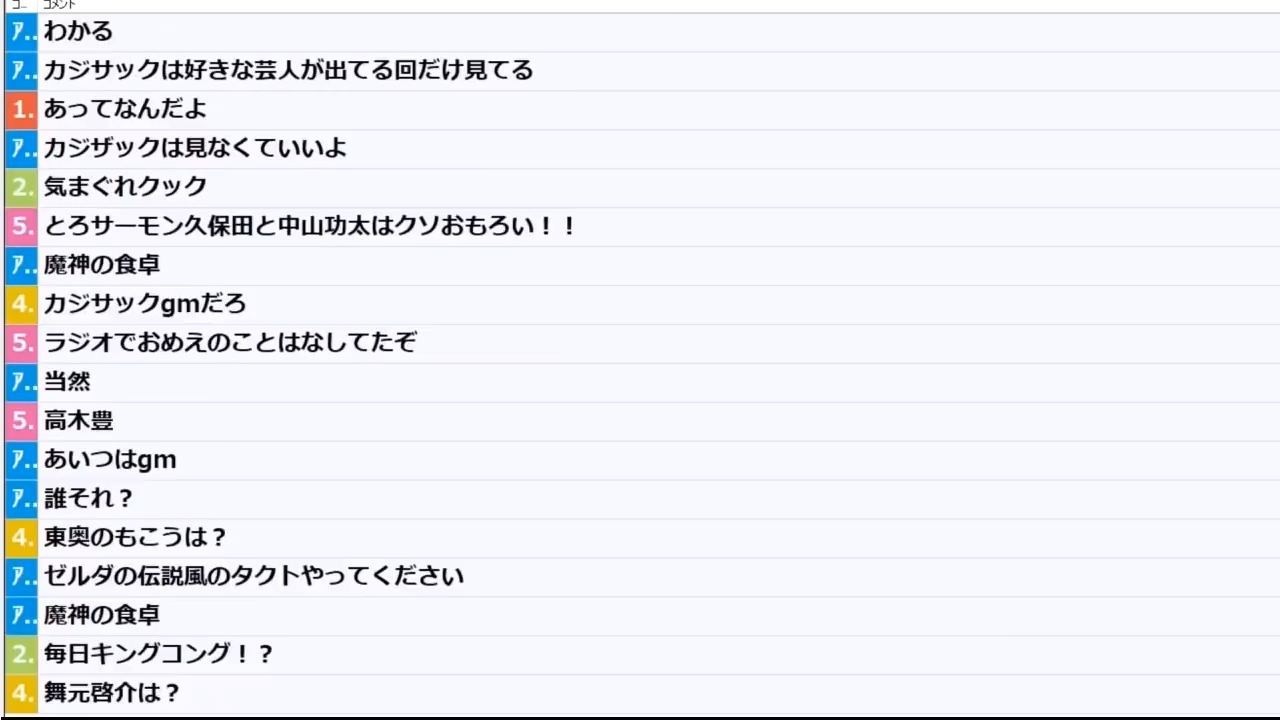 コ... コメント
ア.. わかる
ア.. カジサックは好きな芸人が出てる回だけ見てる
1. あってなんだよ
ア.. カジザックは見なくていいよ
2. 気まぐれクック
5. とろサーモン久保田と中山功太はクソおもろい！！
ア.. 魔神の食卓
4. カジサックgmだろ
5. ラジオでおめえのことはなしてたぞ
ア.. 当然
5. 高木豊
ア.. あいつはgm
ア.. 誰それ？
4. 東奥のもこうは？
ア.. ゼルダの伝説風のタクトやってください
ア.. 魔神の食卓
2. 毎日キングコング！？
4. 舞元啓介は？